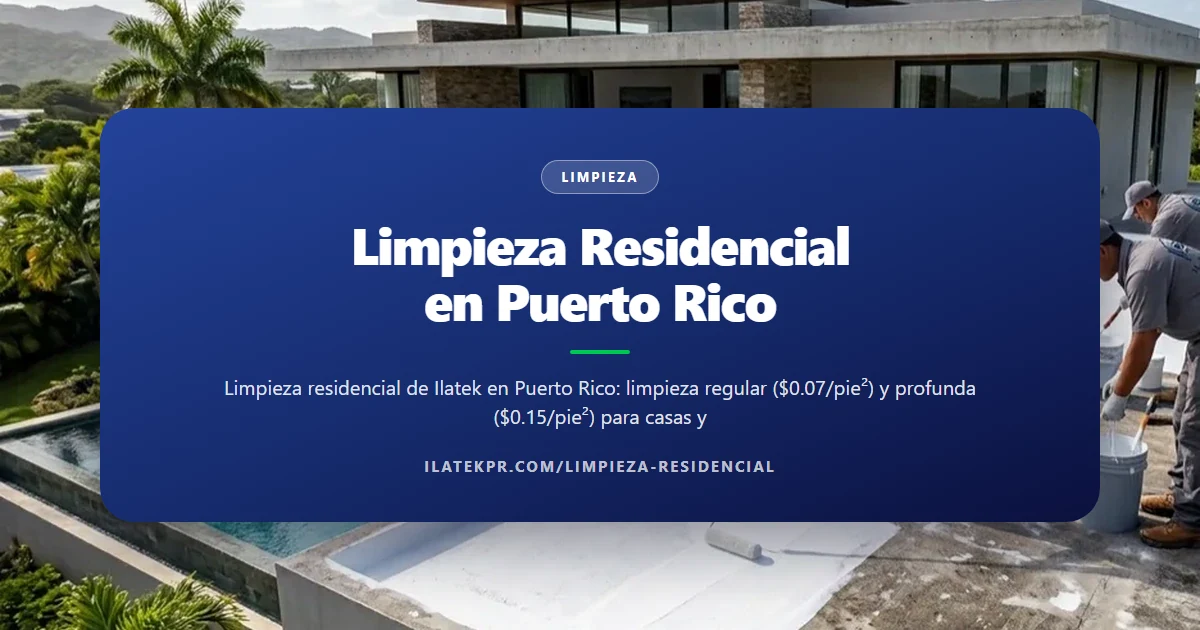 LIMPIEZA
Limpieza Residencial
en Puerto Rico
Limpieza residencial de Ilatek en Puerto Rico: limpieza regular ($0.07/pie²) y profunda
($0.15/pie²) para casas y
ILATEKPR.COM/LIMPIEZA-RESIDENCIAL